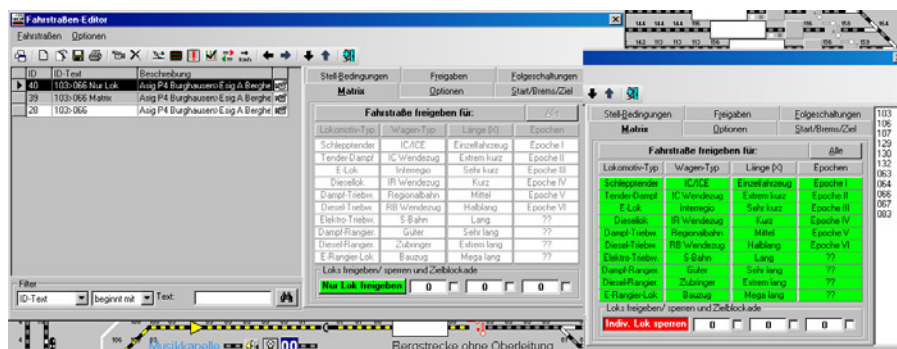 Fahrstraßen-Editor
Fahrstraßen Optionen
ID ID-Text Beschreibung
40 103>066 Nur Lok Asig P4 Burghausen>Esig A Berghe
39 103>066 Matrix Asig P4 Burghausen>Esig A Berghe
28 103>066 Asig P4 Burghausen>Esig A Berghe
Filter
ID-Text beginnt mit Text:
Stell-Bedingungen Freigaben Folgeschaltungen
Matrix Optionen Start/Brems/Ziel
Fahrstraße freigeben für: Alle
Lokomotiv-Typ Wagen-Typ Länge (X) Epochen
Schlepptender IC/ICE Einzelfahrzeug Epoche I
Tender-Dampf IC Wendezug Extrem kurz Epoche II
E-Lok Interregio Sehr kurz Epoche III
Diesellok IR Wendezug Kurz Epoche IV
Dampf-Triebw. Regionalbahn Mittel Epoche V
Diesel-Triebw. RB Wendezug Halblang Epoche VI
Elektro-Triebw. S-Bahn Lang ??
Dampf-Rangier. Güter Sehr lang ??
Diesel-Rangier. Zubringer Extrem lang ??
E-Rangier-Lok Bauzug Mega lang ??
Loks freigeben/ sperren und Zielblockade
Nur Lok freigeben 0 0 0
Stell-Bedingungen Freigaben Folgeschaltungen
Matrix Optionen Start/Brems/Ziel
Fahrstraße freigeben für: Alle
Lokomotiv-Typ Wagen-Typ Länge (X) Epochen
Schlepptender IC/ICE Einzelfahrzeug Epoche I
Tender-Dampf IC Wendezug Extrem kurz Epoche II
E-Lok Interregio Sehr kurz Epoche III
Diesellok IR Wendezug Kurz Epoche IV
Dampf-Triebw. Regionalbahn Mittel Epoche V
Diesel-Triebw. RB Wendezug Halblang Epoche VI
Elektro-Triebw. S-Bahn Lang ??
Dampf-Rangier. Güter Sehr lang ??
Diesel-Rangier. Zubringer Extrem lang ??
E-Rangier-Lok Bauzug Mega lang ??
Loks freigeben/ sperren und Zielblockade
Indiv. Lok sperren 0 0 0
103
106
107
129
130
132
063
064
066
067
083
Musikkapelle 00
Bergstrecke ohne Oberleitung